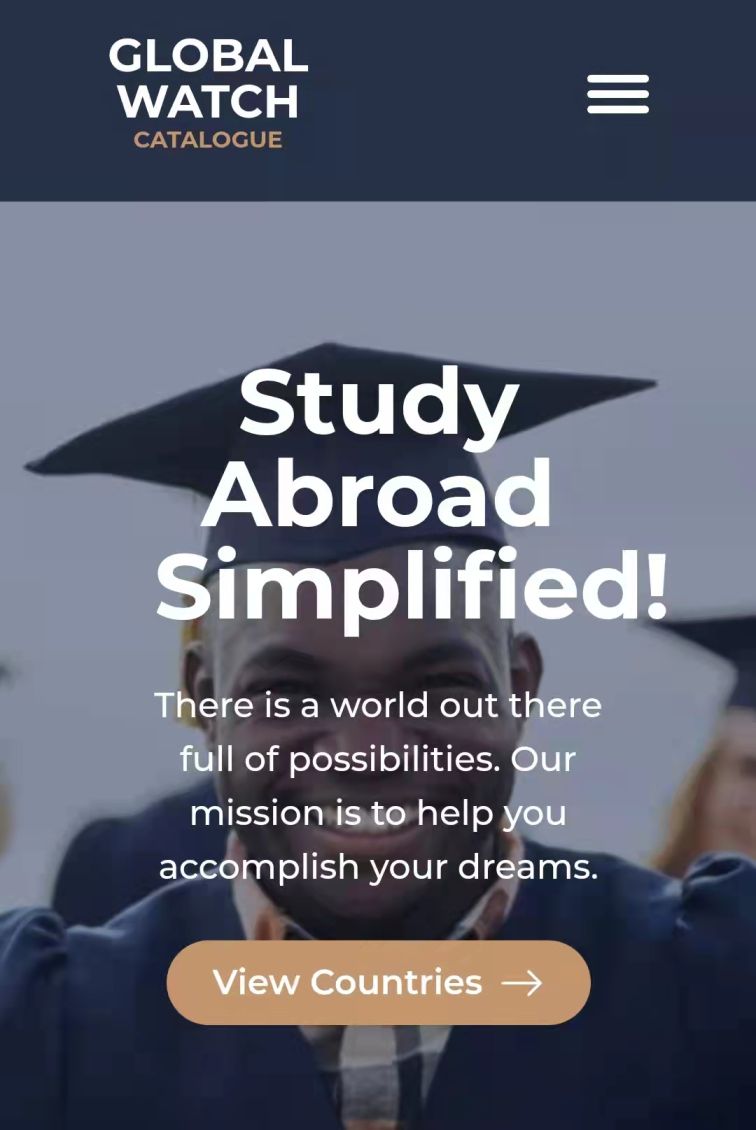 GLOBAL
WATCH
CATALOGUE
Study
Abroad
Simplified!
There is a world out there
full of possibilities. Our
mission is to help you
accomplish your dreams.
View Countries